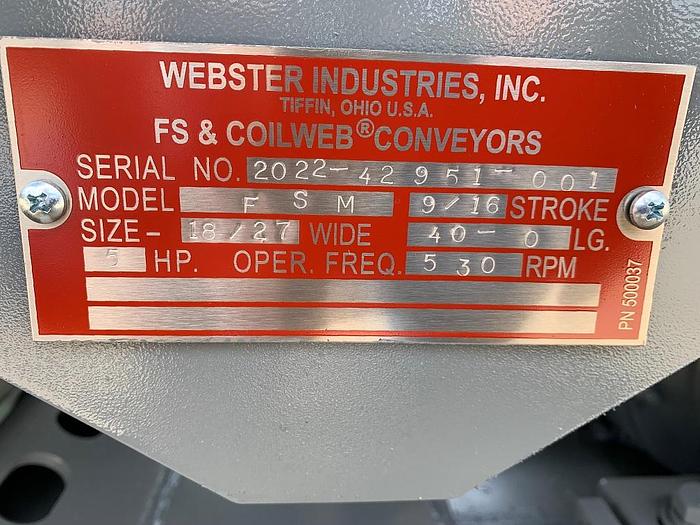 WEBSTER INDUSTRIES, INC.
TIFFIN, OHIO U.S.A.
FS & COILWEB® CONVEYORS
SERIAL NO. 2022-42951-001
MODEL FSM 9/16 STROKE
SIZE- 18/27 WIDE 40-0 LG.
5 HP. OPER. FREQ. 530 RPM
PN 500037